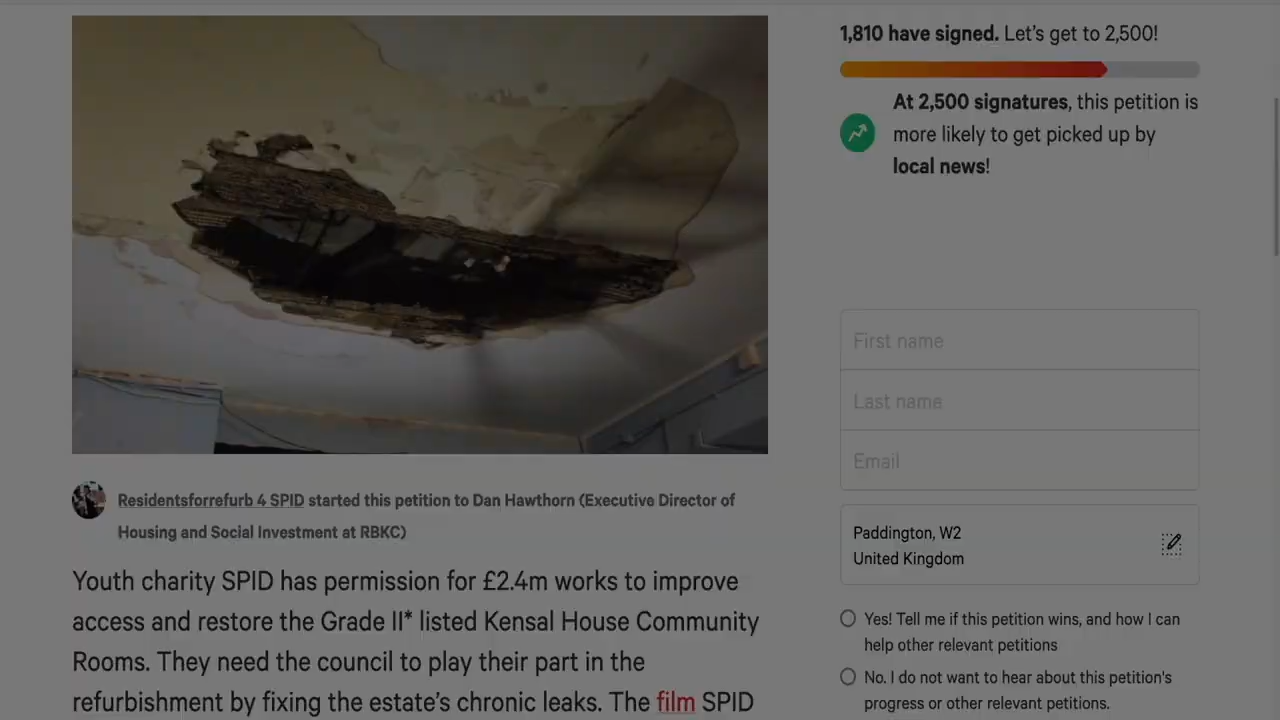 1,810 have signed. Let's get to 2,500!
At 2,500 signatures, this petition is
more likely to get picked up by
local news!
First name
Last name
Email
Paddington, W2
United Kingdom
Yes! Tell me if this petition wins, and how I can
help other relevant petitions
No. I do not want to hear about this petition's
progress or other relevant petitions.
Residentsforrefurb 4 SPID started this petition to Dan Hawthorn (Executive Director of
Housing and Social Investment at RBKC)
Youth charity SPID has permission for £2.4m works to improve
access and restore the Grade II* listed Kensal House Community
Rooms. They need the council to play their part in the
refurbishment by fixing the estate's chronic leaks. The film SPID